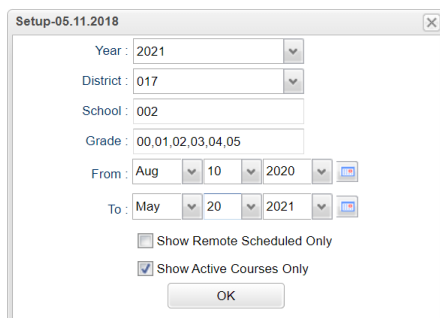 Setup-05.11.2018
Year : 2021
District : 017
School : 002
Grade : 00,01,02,03,04,05
From : Aug 10 2020
To : May 20 2021
Show Remote Scheduled Only
Show Active Courses Only
OK